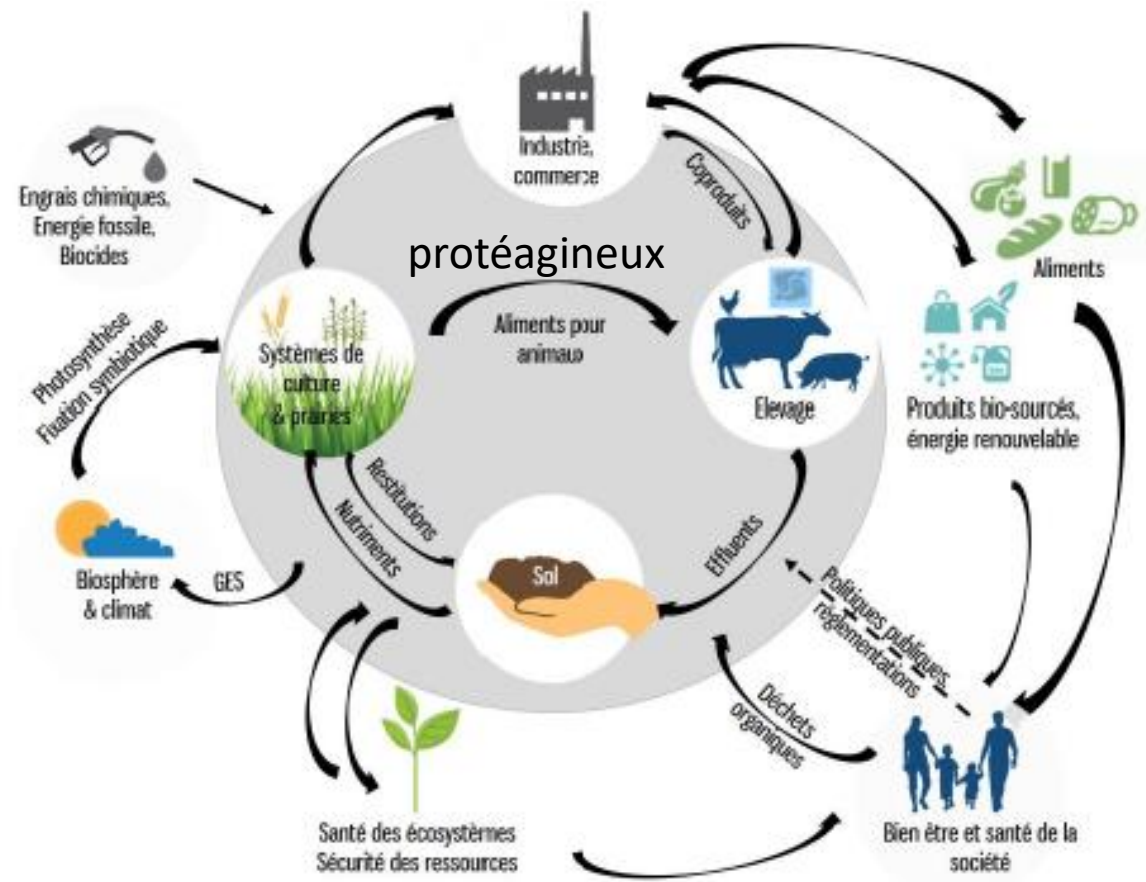 Industrie,
commerce
Coproduits
Engrais chimiques,
Energie fossile,
Biocides
protéagineux
Aliments
Aliments pour
animaux
Photosynthèse
Fixation symbiotique
Systèmes de
culture
& prairies
Elevage
Produits bio-sourcés,
énergie renouvelable
Restitutions
Nutriments
Effluents
Sol
Biosphère
& climat
GES
Politiques publiques,
règlementations
Déchets
organiques
Santé des écosystèmes
Sécurité des ressources
Bien être et santé de la
société